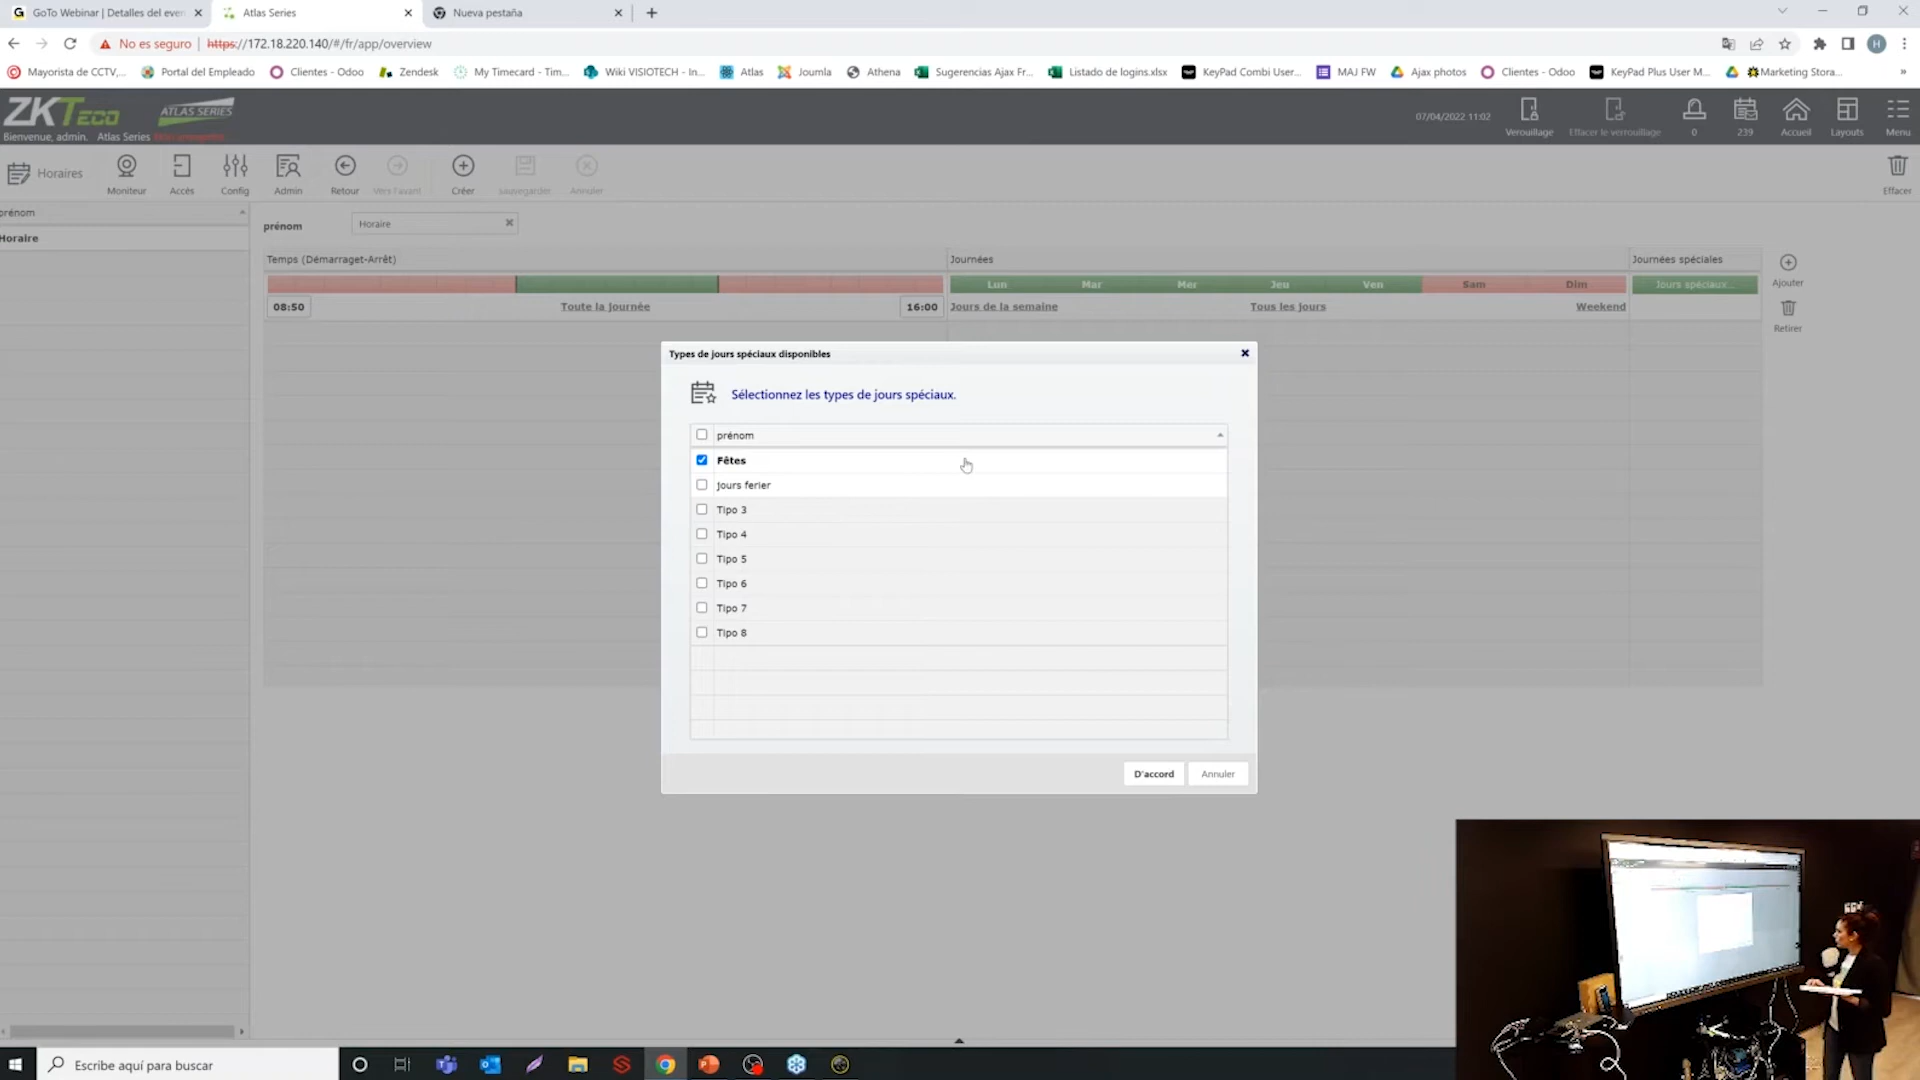 GoTo Webinar | Detalles del even
Atlas Series
Nueva pestaña
No es seguro | https://172.18.220.140/#/fr/app/overview
Mayorista de CCTV,...
Portal del Empleado
Clientes - Odoo
Zendesk
My Timecard - Tim...
Wiki VISIOTECH - In...
Atlas
Joumla
Athena
Sugerencias Ajax Fr...
Listado de logins.xlsx
KeyPad Combi User...
MAJ FW
Ajax photos
Clientes - Odoo
KeyPad Plus User M...
Marketing Stora...
ZKTeco
ATLAS SERIES
Bienvenue, admin. Atlas Series
07/04/2022 11:02
Verouillage
Effacer le verrouillage
0
239
Accueil
Layouts
Menu
Horaires
Moniteur
Accès
Config
Admin
Retour
Vers l'avant
Créer
sauvegarder
Annuler
Effacer
prénom
Horaire
prénom
Horaire
Temps (Démarraget-Arrêt)
Journées
Journées spéciales
Lun Mar Mer Jeu Ven Sam Dim
Jours spéciaux...
08:50
Toute la journée
16:00
Jours de la semaine
Tous les jours
Weekend
Ajouter
Retirer
Types de jours spéciaux disponibles
Sélectionnez les types de jours spéciaux.
prénom
Fêtes
jours ferier
Tipo 3
Tipo 4
Tipo 5
Tipo 6
Tipo 7
Tipo 8
D'accord
Annuler
Escribe aquí para buscar